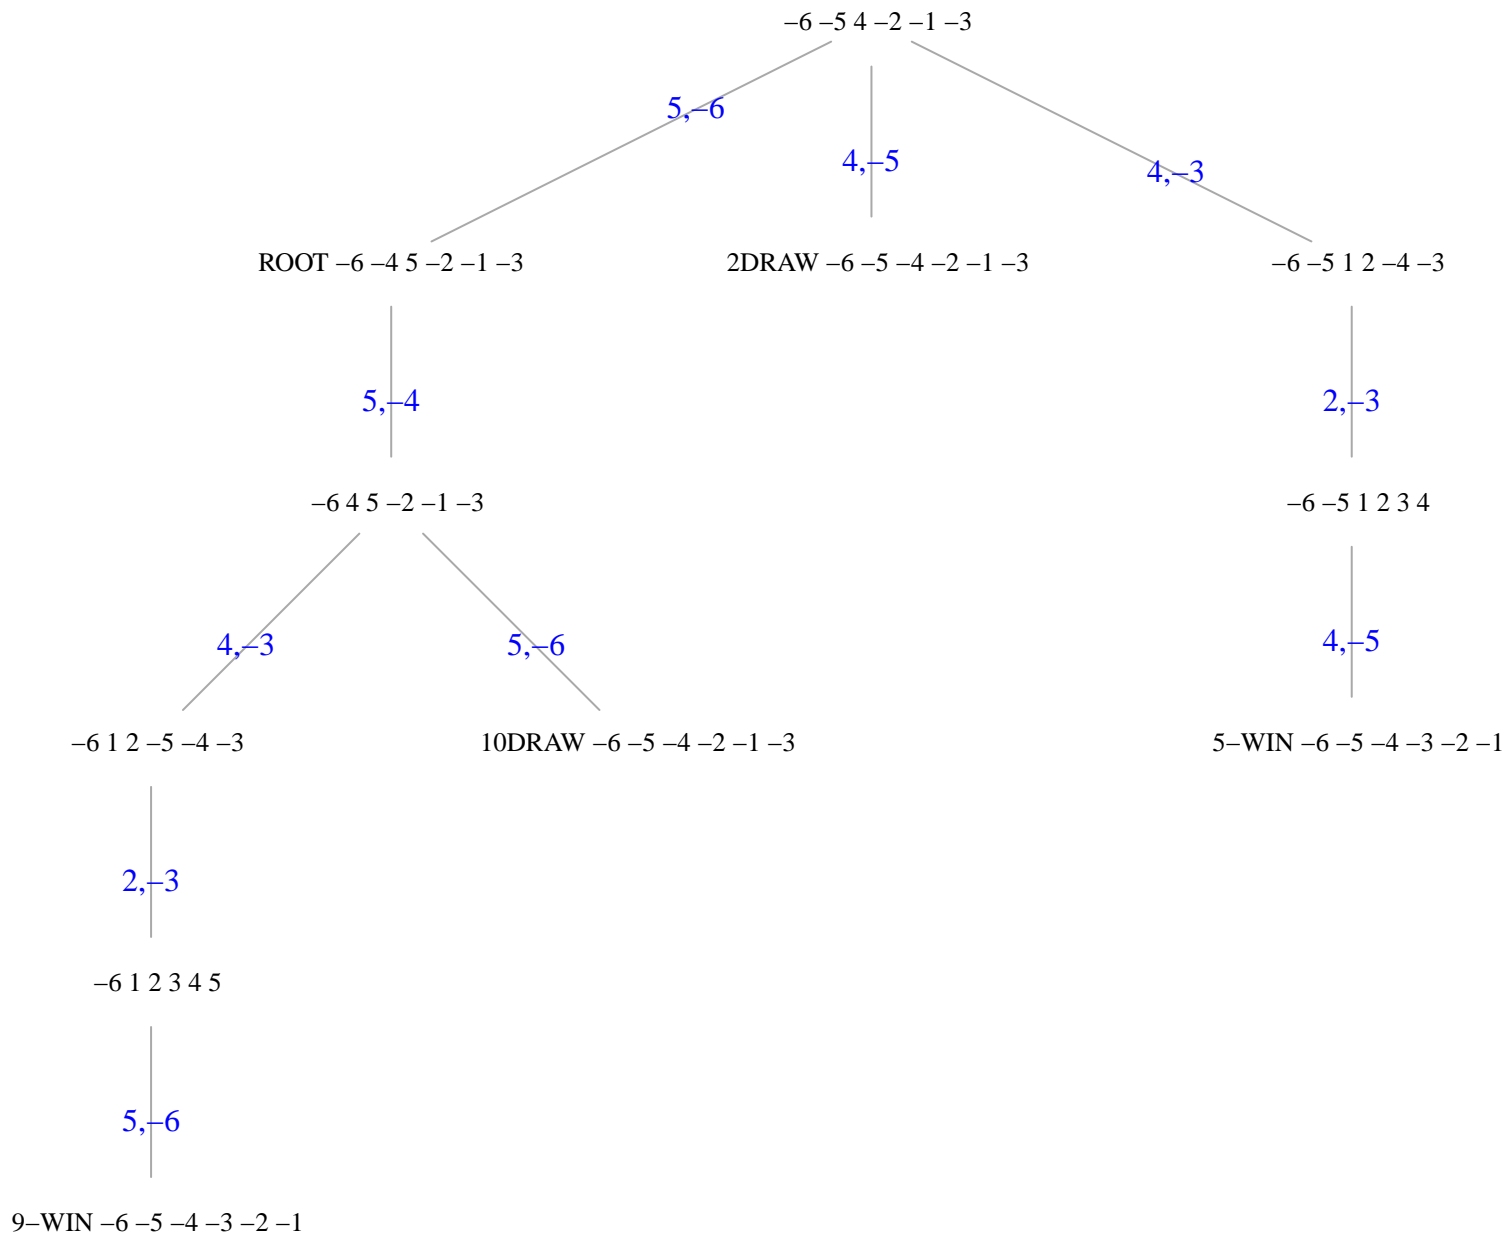 –6 –5 4 –2 –1 –3
5,–6
4,–5
4,–3
ROOT –6 –4 5 –2 –1 –3
2DRAW –6 –5 –4 –2 –1 –3
–6 –5 1 2 –4 –3
5,–4
2,–3
–6 4 5 –2 –1 –3
–6 –5 1 2 3 4
4,–3
5,–6
4,–5
–6 1 2 –5 –4 –3
10DRAW –6 –5 –4 –2 –1 –3
5–WIN –6 –5 –4 –3 –2 –1
2,–3
–6 1 2 3 4 5
5,–6
9–WIN –6 –5 –4 –3 –2 –1